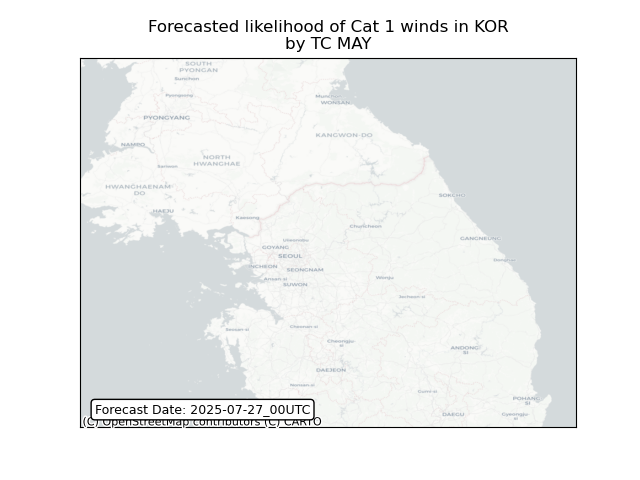 Forecasted likelihood of Cat 1 winds in KOR
by TC MAY
SOUTH
PYONGAN
Sunchon
Pyongsong
Munchon
WONSAN
PYONGYANG
KANGWON-DO
NAMPO
NORTH
HWANGHAE
Sariwon
HWANGHAENAM-
DO
SOKCHO
HAEJU
Kaesong
Chuncheon
Uijeongbu
GANGNEUNG
GOYANG
SEOUL
Donghae
INCHEON
SEONGNAM
Ansan-si
SUWON
Wonju
Jecheon-si
Seosan-si
Cheonan-si
Cheongju-
si
ANDONG-
SI
DAEJEON
Nonsan-si
Gumi-si
POHANG-
SI
DAEGU
Gyeongju-
si
Forecast Date: 2025-07-27_00UTC
(C) OpenStreetMap contributors (C) CARTO